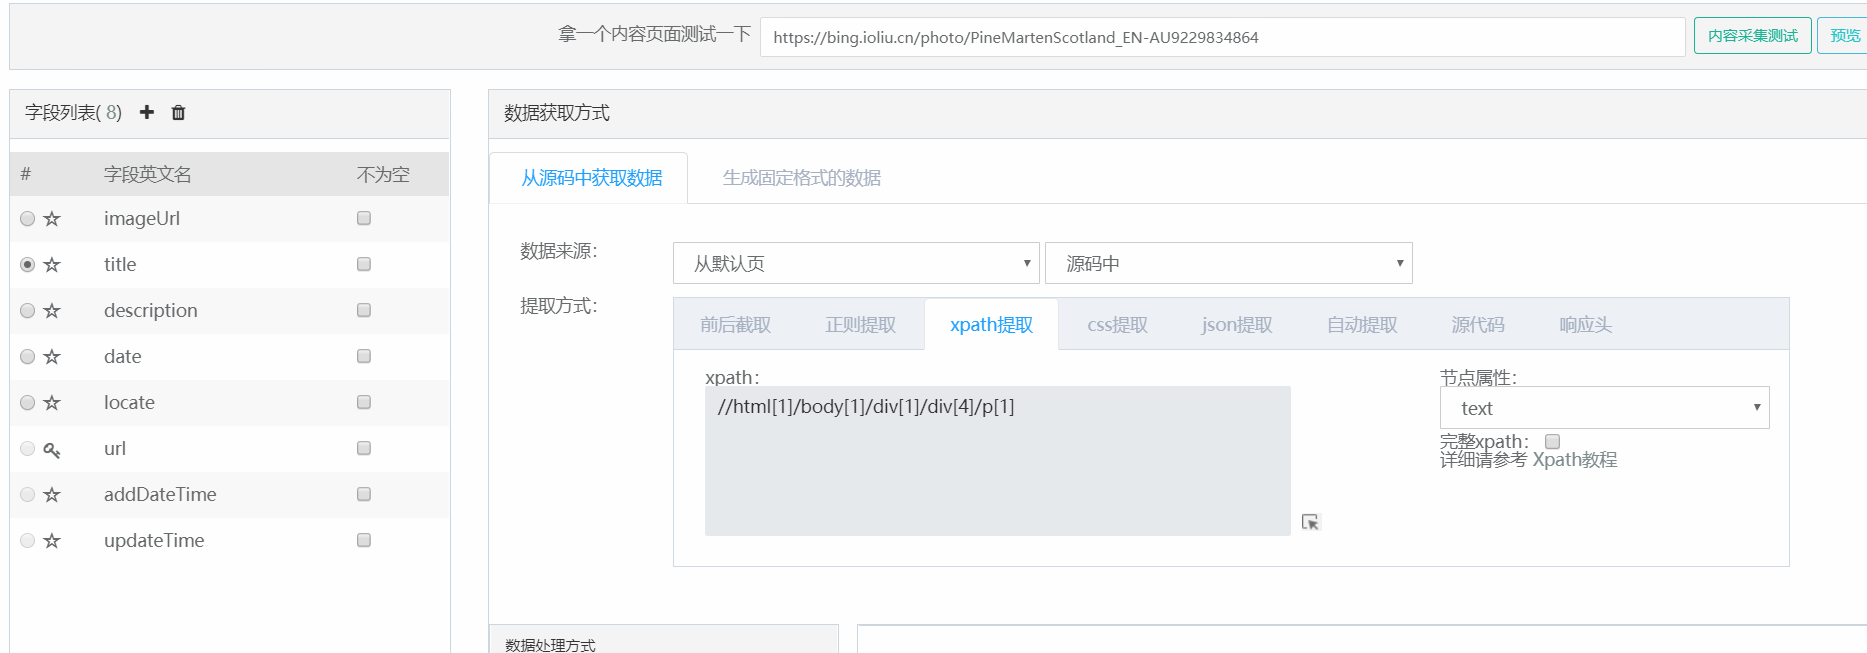 拿一个内容页面测试一下 https://bing.ioliu.cn/photo/PineMartenScotland_EN-AU9229834864 内容采集测试 预览
字段列表( 8)
# 字段英文名 不为空
imageUrl
title
description
date
locate
url
addDateTime
updateTime
数据获取方式
从源码中获取数据 生成固定格式的数据
数据来源: 从默认页 源码中
提取方式: 前后截取 正则提取 xpath提取 css提取 json提取 自动提取 源代码 响应头
xpath:
//html[1]/body[1]/div[1]/div[4]/p[1]
节点属性:
text
完整xpath:
详细请参考 Xpath教程
数据处理方式